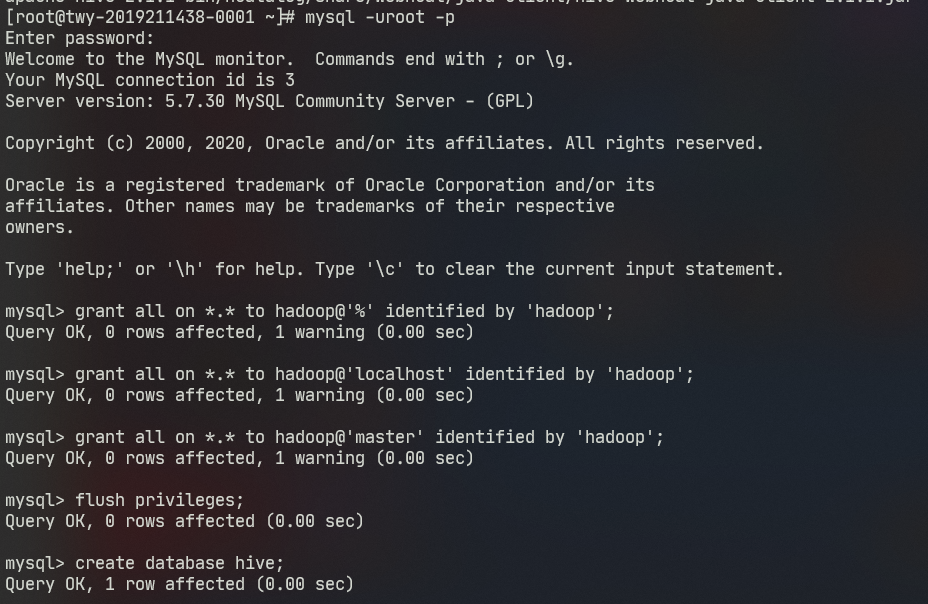 [root@twy-2019211438-0001 ~]# mysql -uroot -p
Enter password:
Welcome to the MySQL monitor.  Commands end with ; or \g.
Your MySQL connection id is 3
Server version: 5.7.30 MySQL Community Server - (GPL)
Copyright (c) 2000, 2020, Oracle and/or its affiliates. All rights reserved.
Oracle is a registered trademark of Oracle Corporation and/or its
affiliates. Other names may be trademarks of their respective
owners.
Type 'help;' or '\h' for help. Type '\c' to clear the current input statement.
mysql> grant all on *.* to hadoop@'%' identified by 'hadoop';
Query OK, 0 rows affected, 1 warning (0.00 sec)
mysql> grant all on *.* to hadoop@'localhost' identified by 'hadoop';
Query OK, 0 rows affected, 1 warning (0.00 sec)
mysql> grant all on *.* to hadoop@'master' identified by 'hadoop';
Query OK, 0 rows affected, 1 warning (0.00 sec)
mysql> flush privileges;
Query OK, 0 rows affected (0.00 sec)
mysql> create database hive;
Query OK, 1 row affected (0.00 sec)